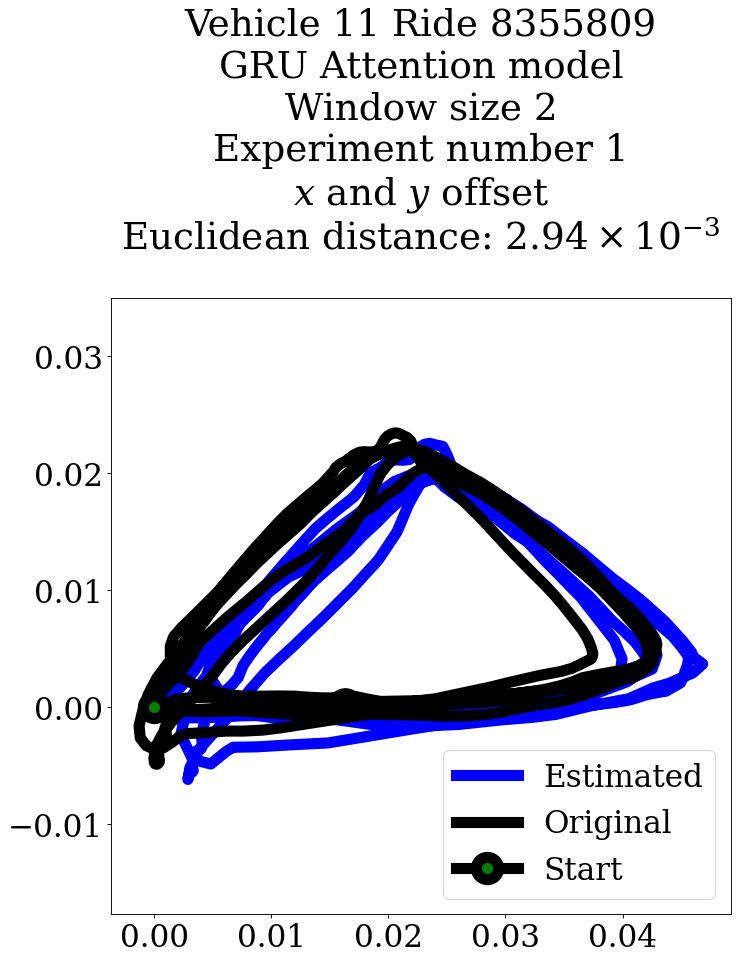 Vehicle 11 Ride 8355809
GRU Attention model
Window size 2
Experiment number 1
x and y offset
Euclidean distance: 2.94 × 10⁻³
0.03
0.02
0.01
0.00
−0.01
Estimated
Original
Start
0.00 0.01 0.02 0.03 0.04